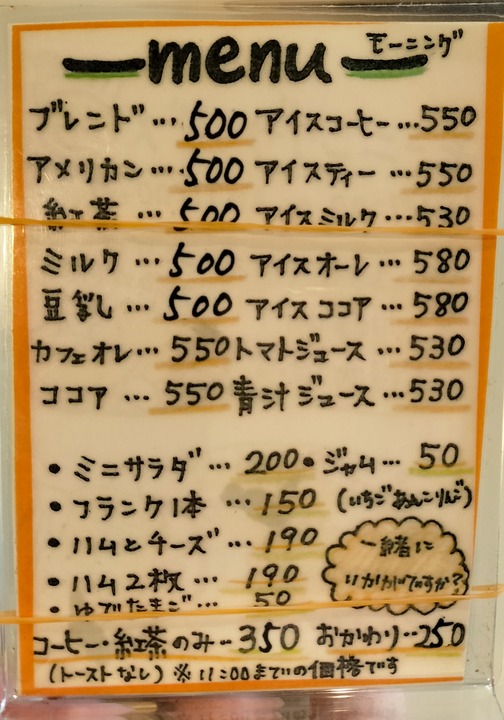 menu モーニング
ブレンド… 500 アイスコーヒー…550
アメリカン… 500 アイスティー …550
紅茶 … 500 アイスミルク…530
ミルク … 500 アイスオーレ … 580
豆乳 … 500 アイスココア … 580
カフェオレ… 550 トマトジュース … 530
ココア … 550 青汁ジュース …530
• ミニサラダ… 200 • ジャム… 50
• フランク1本 … 150 (いちごあんこりんご)
• ハムとチーズ … 190 一緒に
• ハム2枚 … 190 いかがですか?
• ゆでたまご… 50
コーヒー・紅茶のみ…350 おかわり…250
(トーストなし) ※11:00までの価格です